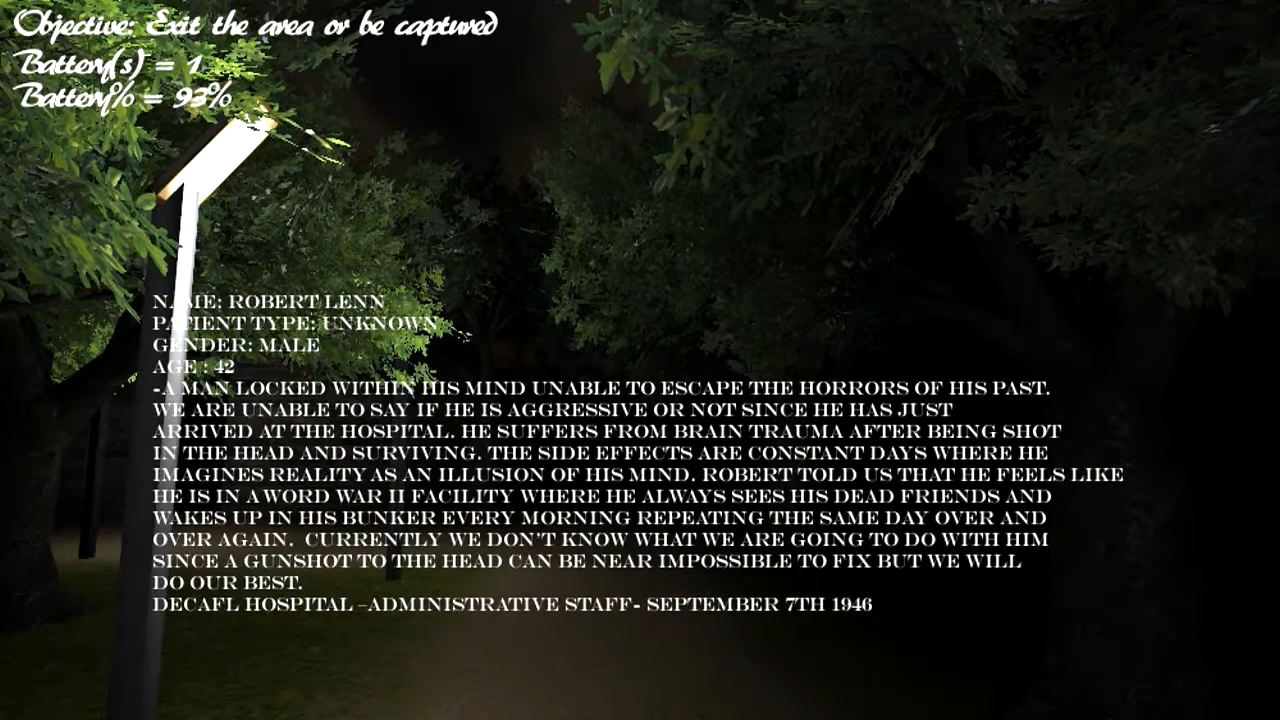 Objective: Exit the area or be captured
Battery(s) = 1
Battery% = 93%
NAME: ROBERT LENN
PATIENT TYPE: UNKNOWN
GENDER: MALE
AGE : 42
-A MAN LOCKED WITHIN HIS MIND UNABLE TO ESCAPE THE HORRORS OF HIS PAST.
WE ARE UNABLE TO SAY IF HE IS AGGRESSIVE OR NOT SINCE HE HAS JUST
ARRIVED AT THE HOSPITAL. HE SUFFERS FROM BRAIN TRAUMA AFTER BEING SHOT
IN THE HEAD AND SURVIVING. THE SIDE EFFECTS ARE CONSTANT DAYS WHERE HE
IMAGINES REALITY AS AN ILLUSION OF HIS MIND. ROBERT TOLD US THAT HE FEELS LIKE
HE IS IN A WORD WAR II FACILITY WHERE HE ALWAYS SEES HIS DEAD FRIENDS AND
WAKES UP IN HIS BUNKER EVERY MORNING REPEATING THE SAME DAY OVER AND
OVER AGAIN.  CURRENTLY WE DON'T KNOW WHAT WE ARE GOING TO DO WITH HIM
SINCE A GUNSHOT TO THE HEAD CAN BE NEAR IMPOSSIBLE TO FIX BUT WE WILL
DO OUR BEST.
DECAFL HOSPITAL –ADMINISTRATIVE STAFF- SEPTEMBER 7TH 1946